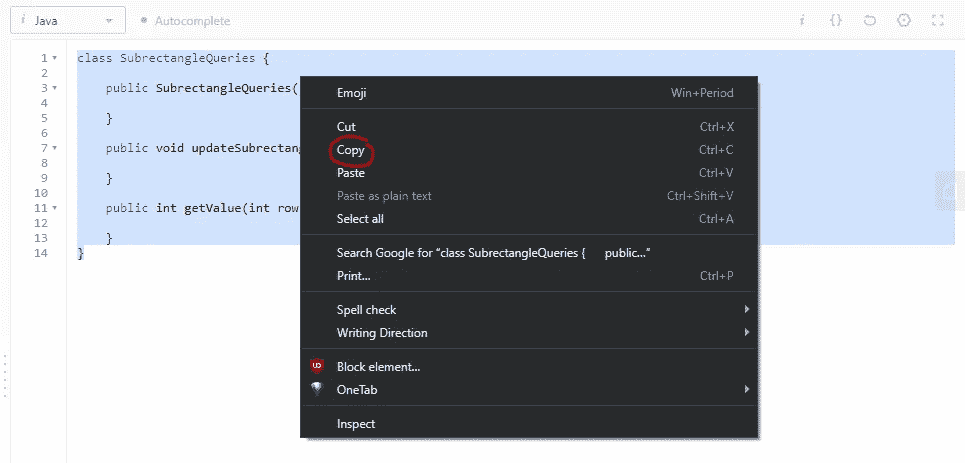 i Java Autocomplete i {}
1 class SubrectangleQueries {
2
3 public SubrectangleQueries(
4
5 }
6
7 public void updateSubrectang
8
9 }
10
11 public int getValue(int row
12
13 }
14 }
Emoji Win+Period
Cut Ctrl+X
Copy Ctrl+C
Paste Ctrl+V
Paste as plain text Ctrl+Shift+V
Select all Ctrl+A
Search Google for “class SubrectangleQueries { public...”
Print... Ctrl+P
Spell check
Writing Direction
Block element...
OneTab
Inspect